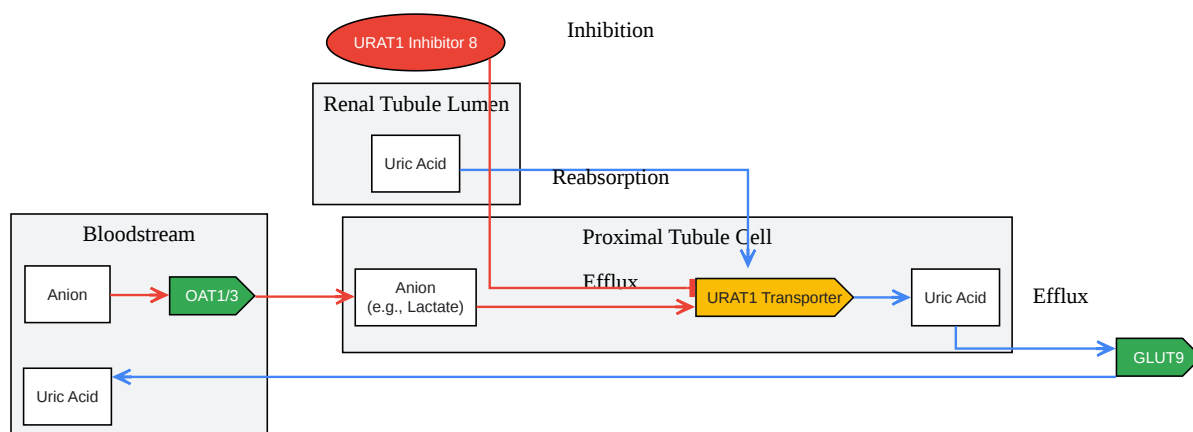 URAT1 Inhibitor 8
Inhibition
Renal Tubule Lumen
Uric Acid
Reabsorption
Bloodstream
Proximal Tubule Cell
Anion
OAT1/3
Anion
(e.g., Lactate)
Efflux
URAT1 Transporter
Uric Acid
Efflux
GLUT9
Uric Acid